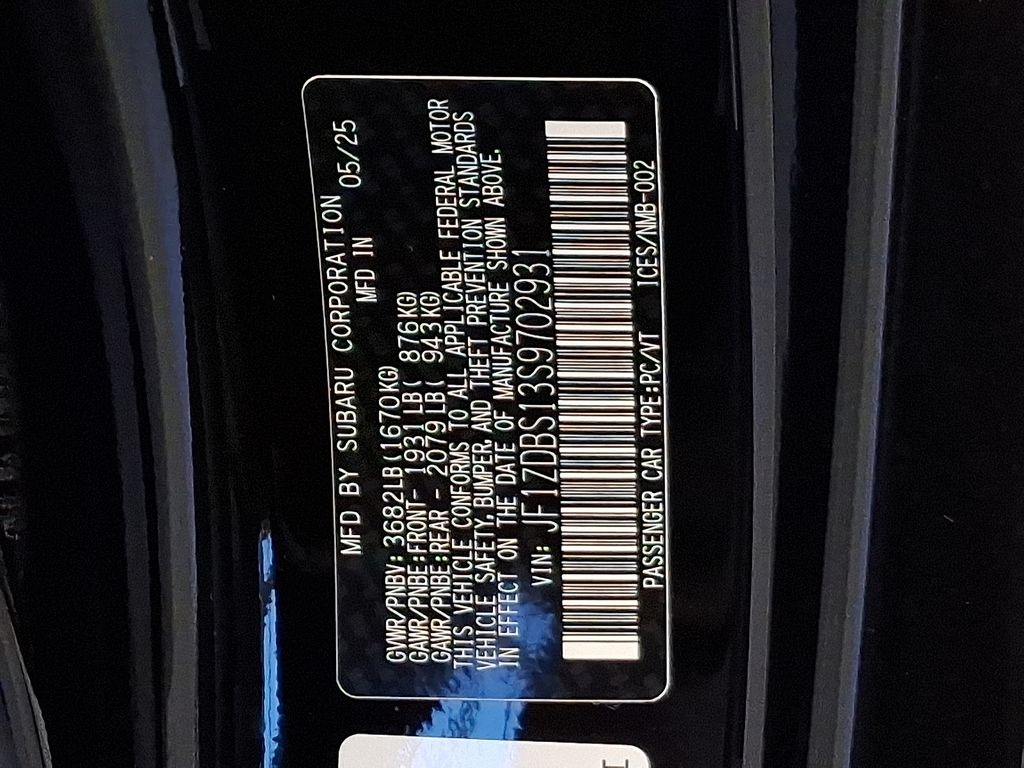 MFD BY SUBARU CORPORATION
MFD IN 05/25
GVWR/PNBV: 3682LB(1670KG)
GAWR/PNBE:FRONT- 1931LB( 876KG)
GAWR/PNBE:REAR - 2079LB( 943KG)
THIS VEHICLE CONFORMS TO ALL APPLICABLE FEDERAL MOTOR
VEHICLE SAFETY, BUMPER, AND THEFT PREVENTION STANDARDS
IN EFFECT ON THE DATE OF MANUFACTURE SHOWN ABOVE.
VIN: JF1ZDBS13S9702931
PASSENGER CAR TYPE:PC/VT ICES/NMB-002